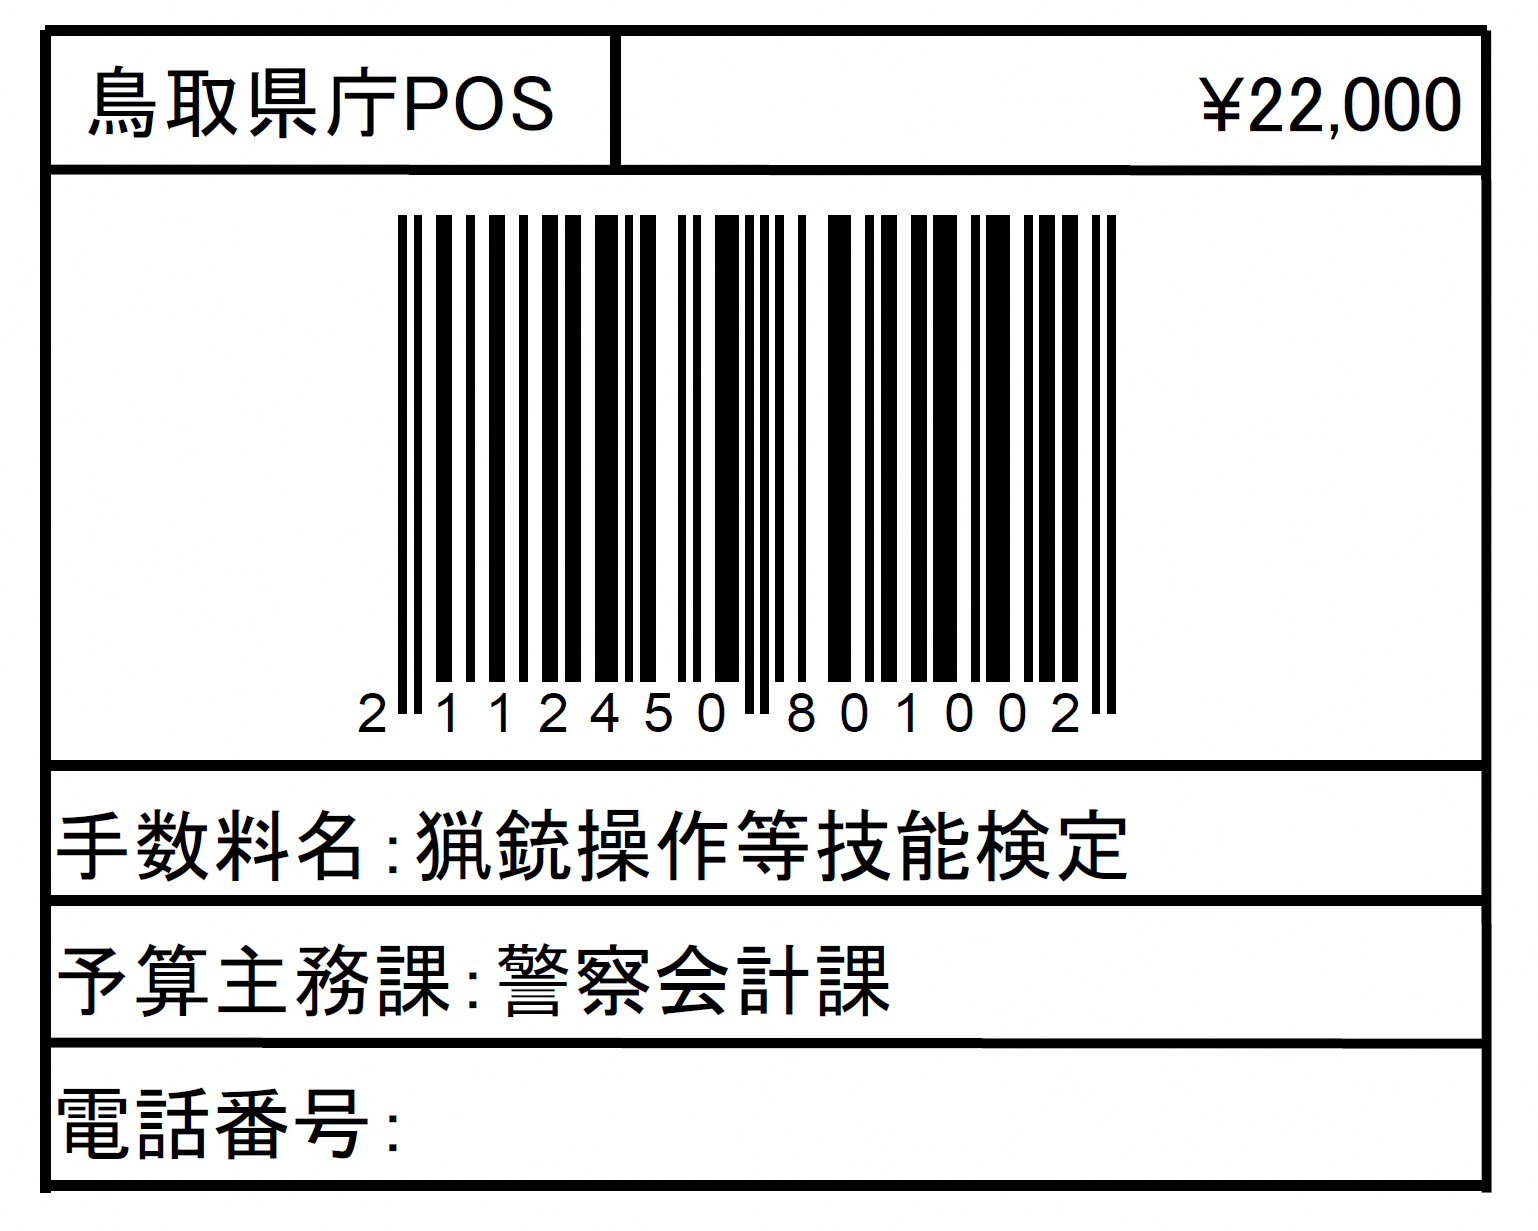 鳥取県庁POS
¥22,000
2 112450 801002
手数料名:猟銃操作等技能検定
予算主務課:警察会計課
電話番号: